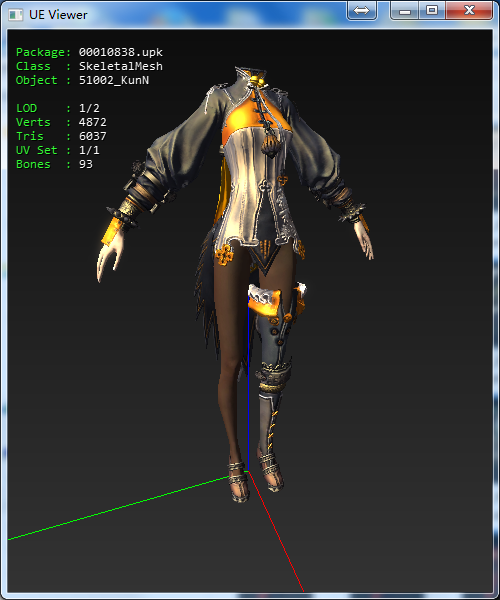 UE Viewer
Package: 00010838.upk
Class : SkeletalMesh
Object : 51002_KunN
LOD : 1/2
Verts : 4872
Tris : 6037
UV Set : 1/1
Bones : 93